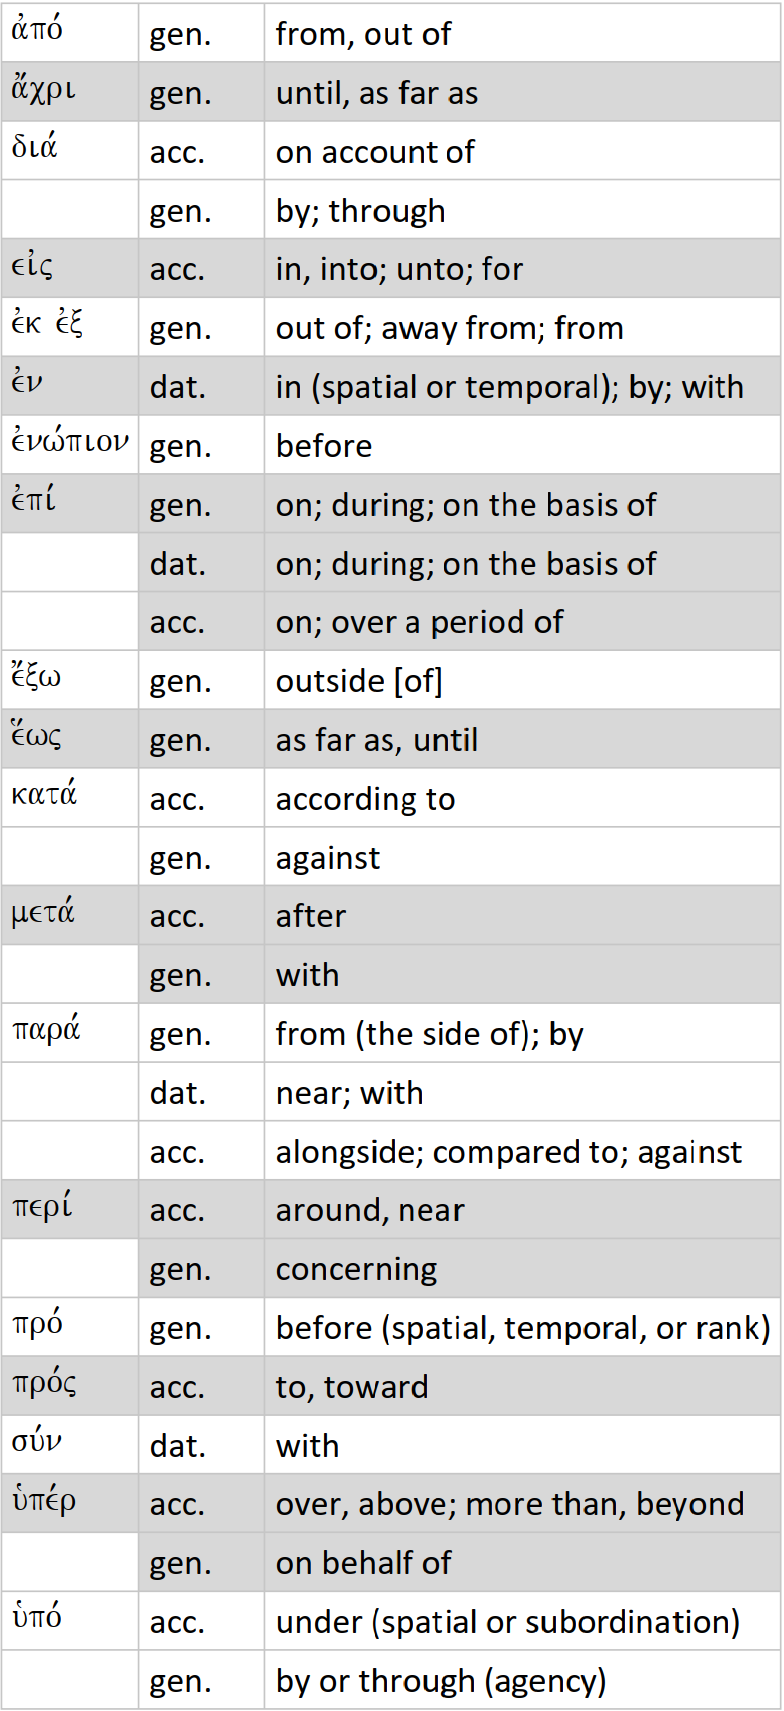 ἀπό gen. from, out of
ἄχρι gen. until, as far as
διά acc. on account of
gen. by; through
εἰς acc. in, into; unto; for
ἐκ ἐξ gen. out of; away from; from
ἐν dat. in (spatial or temporal); by; with
ἐνώπιον gen. before
ἐπί gen. on; during; on the basis of
dat. on; during; on the basis of
acc. on; over a period of
ἔξω gen. outside [of]
ἕως gen. as far as, until
κατά acc. according to
gen. against
μετά acc. after
gen. with
παρά gen. from (the side of); by
dat. near; with
acc. alongside; compared to; against
περί acc. around, near
gen. concerning
πρό gen. before (spatial, temporal, or rank)
πρός acc. to, toward
σύν dat. with
ὑπέρ acc. over, above; more than, beyond
gen. on behalf of
ὑπό acc. under (spatial or subordination)
gen. by or through (agency)